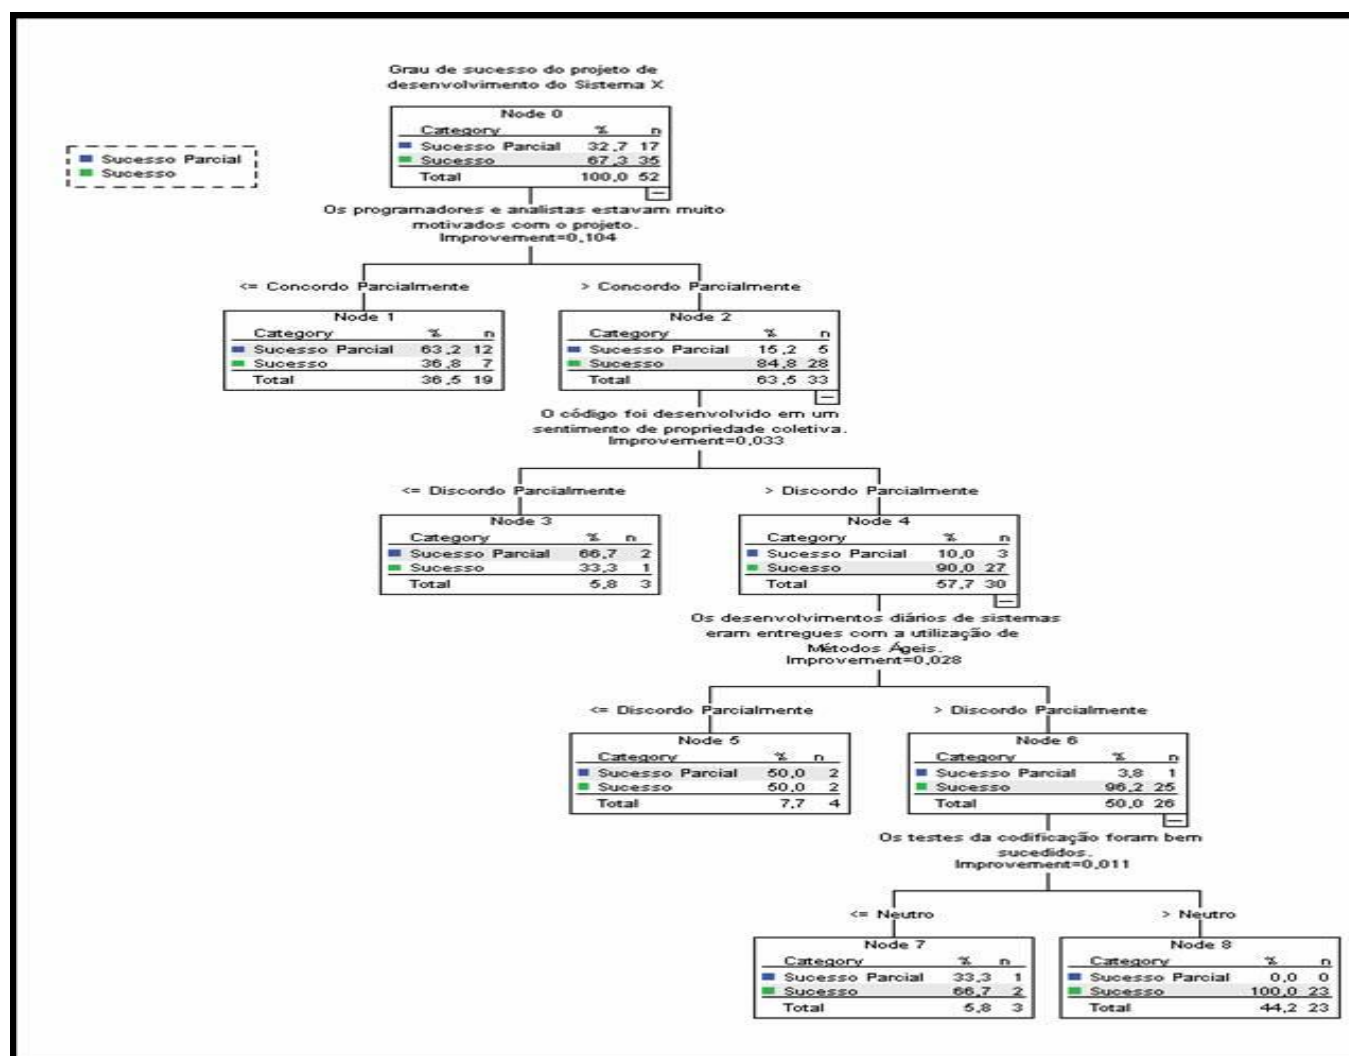 Grau de sucesso do projeto de
desenvolvimento do Sistema X
Sucesso Parcial
Sucesso
Node 0
Category % n
Sucesso Parcial 32,7 17
Sucesso 67,3 35
Total 100,0 52
Os programadores e analistas estavam muito
motivados com o projeto.
Improvement=0,104
<= Concordo Parcialmente
> Concordo Parcialmente
Node 1
Category % n
Sucesso Parcial 63,2 12
Sucesso 36,8 7
Total 36,5 19
Node 2
Category % n
Sucesso Parcial 15,2 5
Sucesso 84,8 28
Total 63,5 33
O código foi desenvolvido em um
sentimento de propriedade coletiva.
Improvement=0,033
<= Discordo Parcialmente
> Discordo Parcialmente
Node 3
Category % n
Sucesso Parcial 66,7 2
Sucesso 33,3 1
Total 5,8 3
Node 4
Category % n
Sucesso Parcial 10,0 3
Sucesso 90,0 27
Total 57,7 30
Os desenvolvimentos diários de sistemas
eram entregues com a utilização de
Métodos Ágeis.
Improvement=0,028
<= Discordo Parcialmente
> Discordo Parcialmente
Node 5
Category % n
Sucesso Parcial 50,0 2
Sucesso 50,0 2
Total 7,7 4
Node 6
Category % n
Sucesso Parcial 3,8 1
Sucesso 96,2 25
Total 50,0 26
Os testes da codificação foram bem
sucedidos.
Improvement=0,011
<= Neutro
> Neutro
Node 7
Category % n
Sucesso Parcial 33,3 1
Sucesso 66,7 2
Total 5,8 3
Node 8
Category % n
Sucesso Parcial 0,0 0
Sucesso 100,0 23
Total 44,2 23